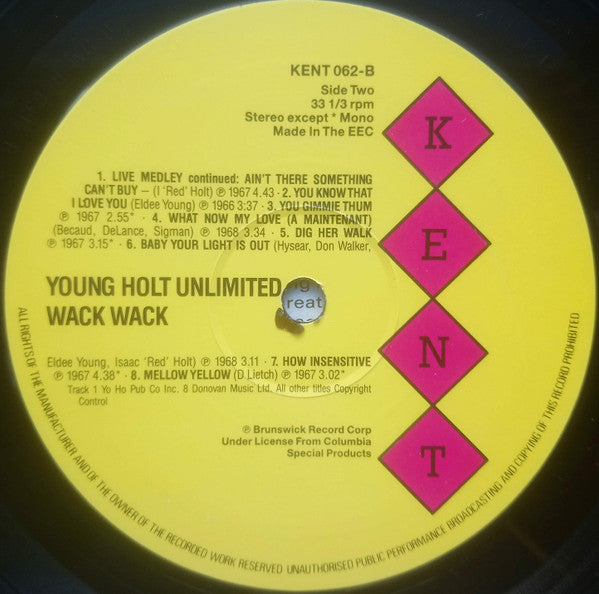 KENT 062-B
Side Two
33 1/3 rpm
Stereo except * Mono
Made In The EEC
K
E
N
T
1. LIVE MEDLEY continued: AIN'T THERE SOMETHING
CAN'T BUY – (I 'Red' Holt) ℗ 1967 4.43 · 2. YOU KNOW THAT
I LOVE YOU (Eldee Young) ℗ 1966 3:37 · 3. YOU GIMMIE THUM
℗ 1967 2.55* · 4. WHAT NOW MY LOVE (A MAINTENANT)
(Becaud, DeLance, Sigman) ℗ 1968 3.34 · 5. DIG HER WALK
℗ 1967 3.15* · 6. BABY YOUR LIGHT IS OUT (Hysear, Don Walker,
YOUNG HOLT UNLIMITED
WACK WACK
reat
Eldee Young, Isaac 'Red' Holt) ℗ 1968 3.11 · 7. HOW INSENSITIVE
℗ 1967 4.38* · 8. MELLOW YELLOW (D.Lietch) ℗ 1967 3.02*
Track 1 Yo Ho Pub Co Inc. 8 Donovan Music Ltd. All other titles Copyright
Control
℗ Brunswick Record Corp
Under License From Columbia
Special Products
ALL RIGHTS OF THE MANUFACTURER AND OF THE OWNER OF THE RECORDED WORK RESERVED UNAUTHORISED PUBLIC PERFORMANCE BROADCASTING AND COPYING OF THIS RECORD PROHIBITED